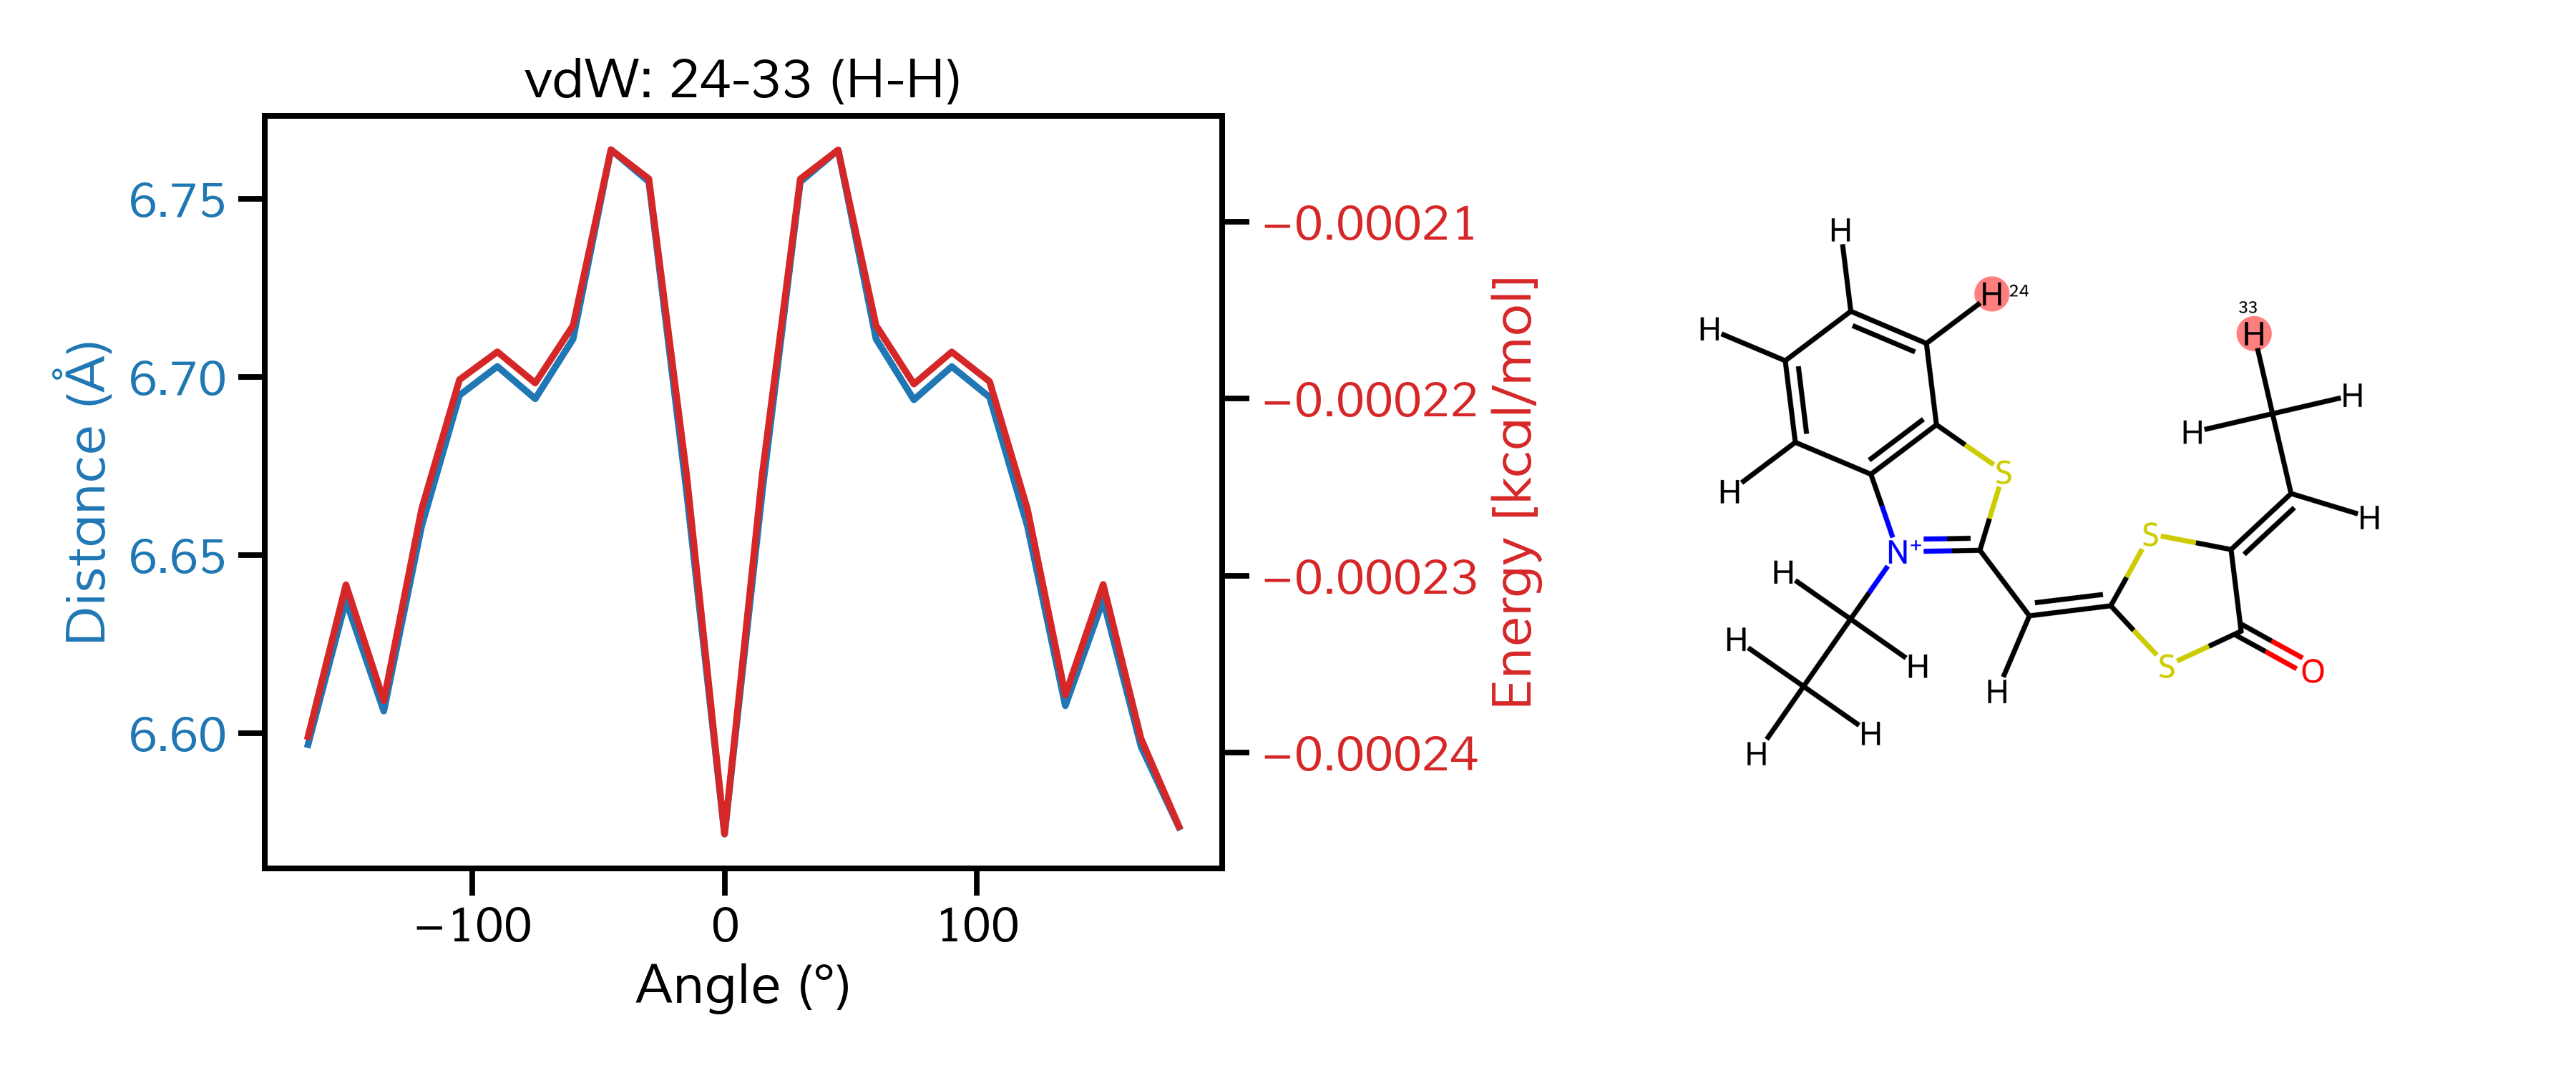 vdW: 24-33 (H-H)
Distance (Å)
6.75
6.70
6.65
6.60
−0.00021
−0.00022
−0.00023
−0.00024
Energy [kcal/mol]
−100
0
100
Angle (°)
H
H 24
33
H
H
H
H
S
H
H
S
N+
H
H
H
S
O
H
H
H
H